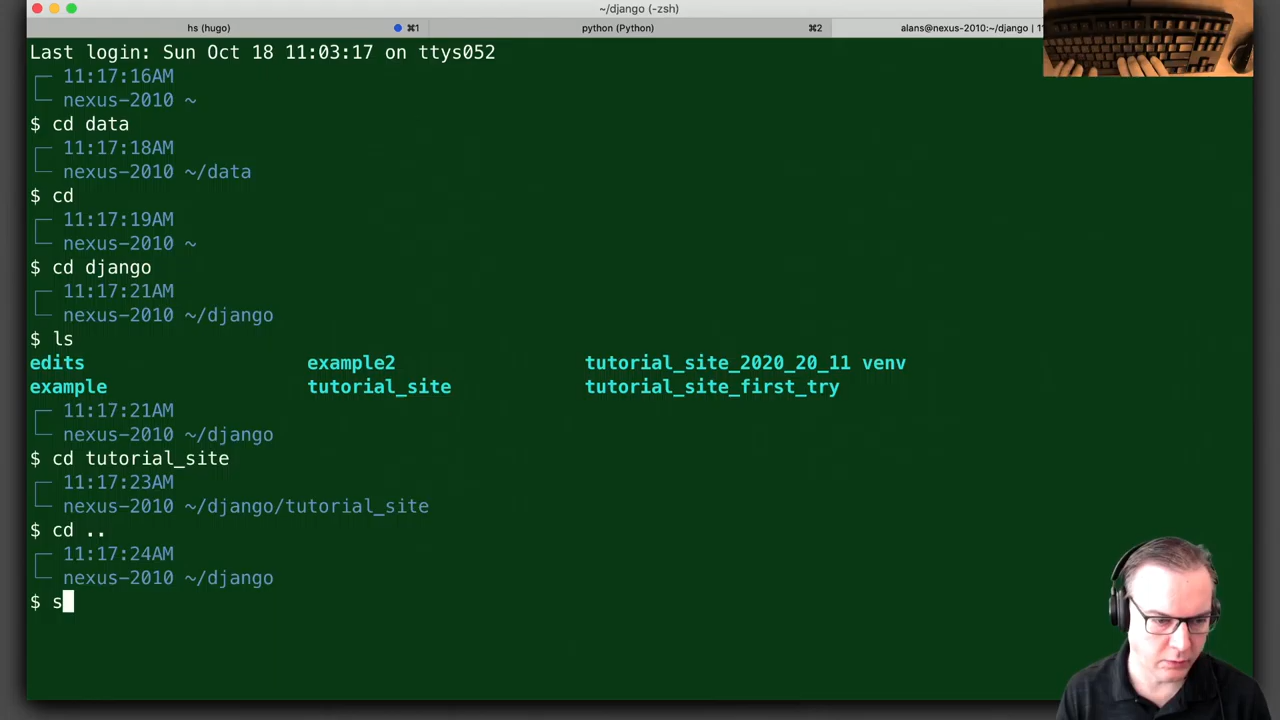 ~/django (-zsh)
hs (hugo) ⌘1 python (Python) ⌘2 alans@nexus-2010:~/django | 11
Last login: Sun Oct 18 11:03:17 on ttys052
11:17:16AM
nexus-2010 ~
$ cd data
11:17:18AM
nexus-2010 ~/data
$ cd
11:17:19AM
nexus-2010 ~
$ cd django
11:17:21AM
nexus-2010 ~/django
$ ls
edits example2 tutorial_site_2020_20_11 venv
example tutorial_site tutorial_site_first_try
11:17:21AM
nexus-2010 ~/django
$ cd tutorial_site
11:17:23AM
nexus-2010 ~/django/tutorial_site
$ cd ..
11:17:24AM
nexus-2010 ~/django
$ s